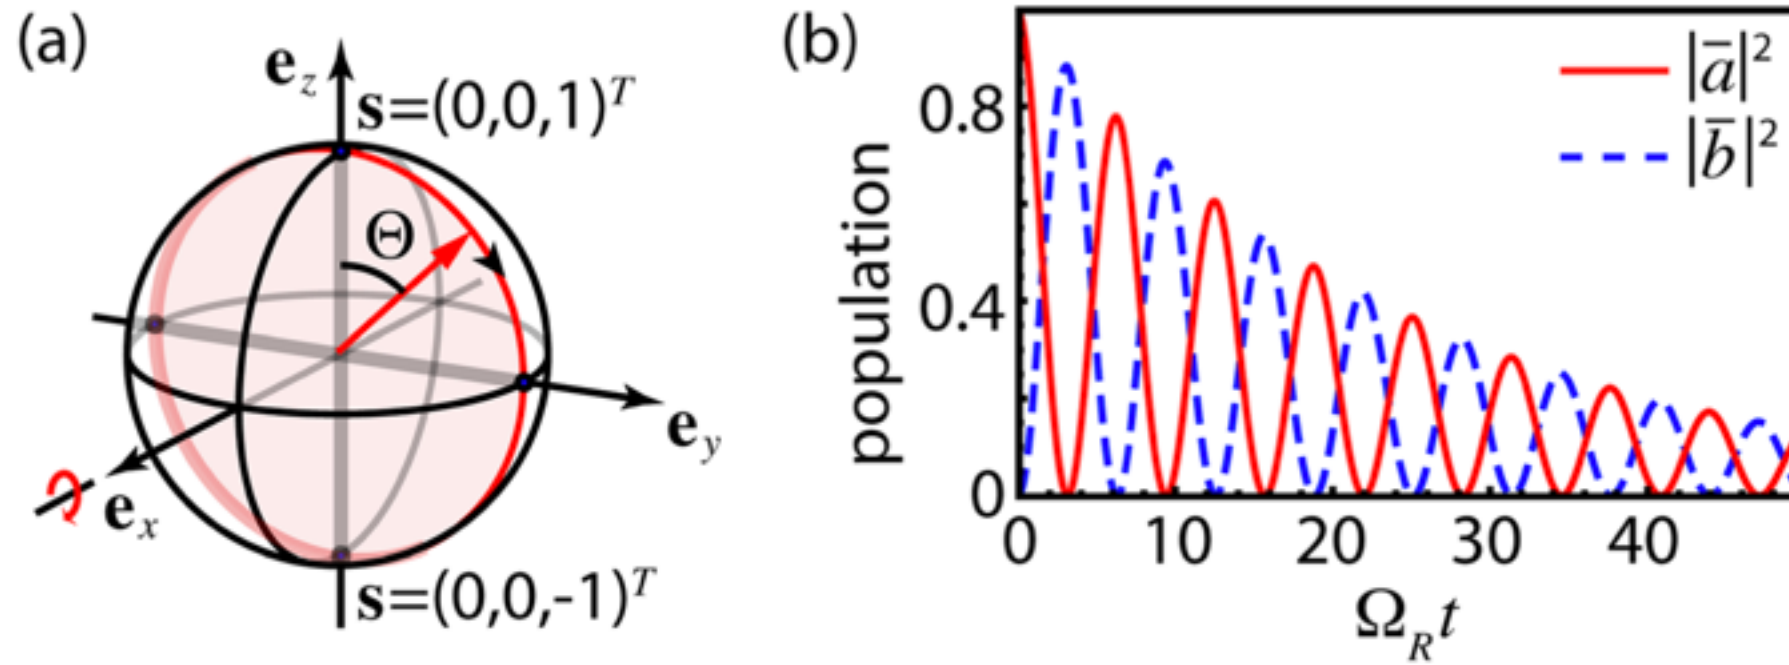 (a)
e_z
s=(0,0,1)^T
Θ
e_y
e_x
s=(0,0,-1)^T
(b)
|a̅|²
|b̅|²
population
0.8
0.4
0
0 10 20 30 40
Ω_R t